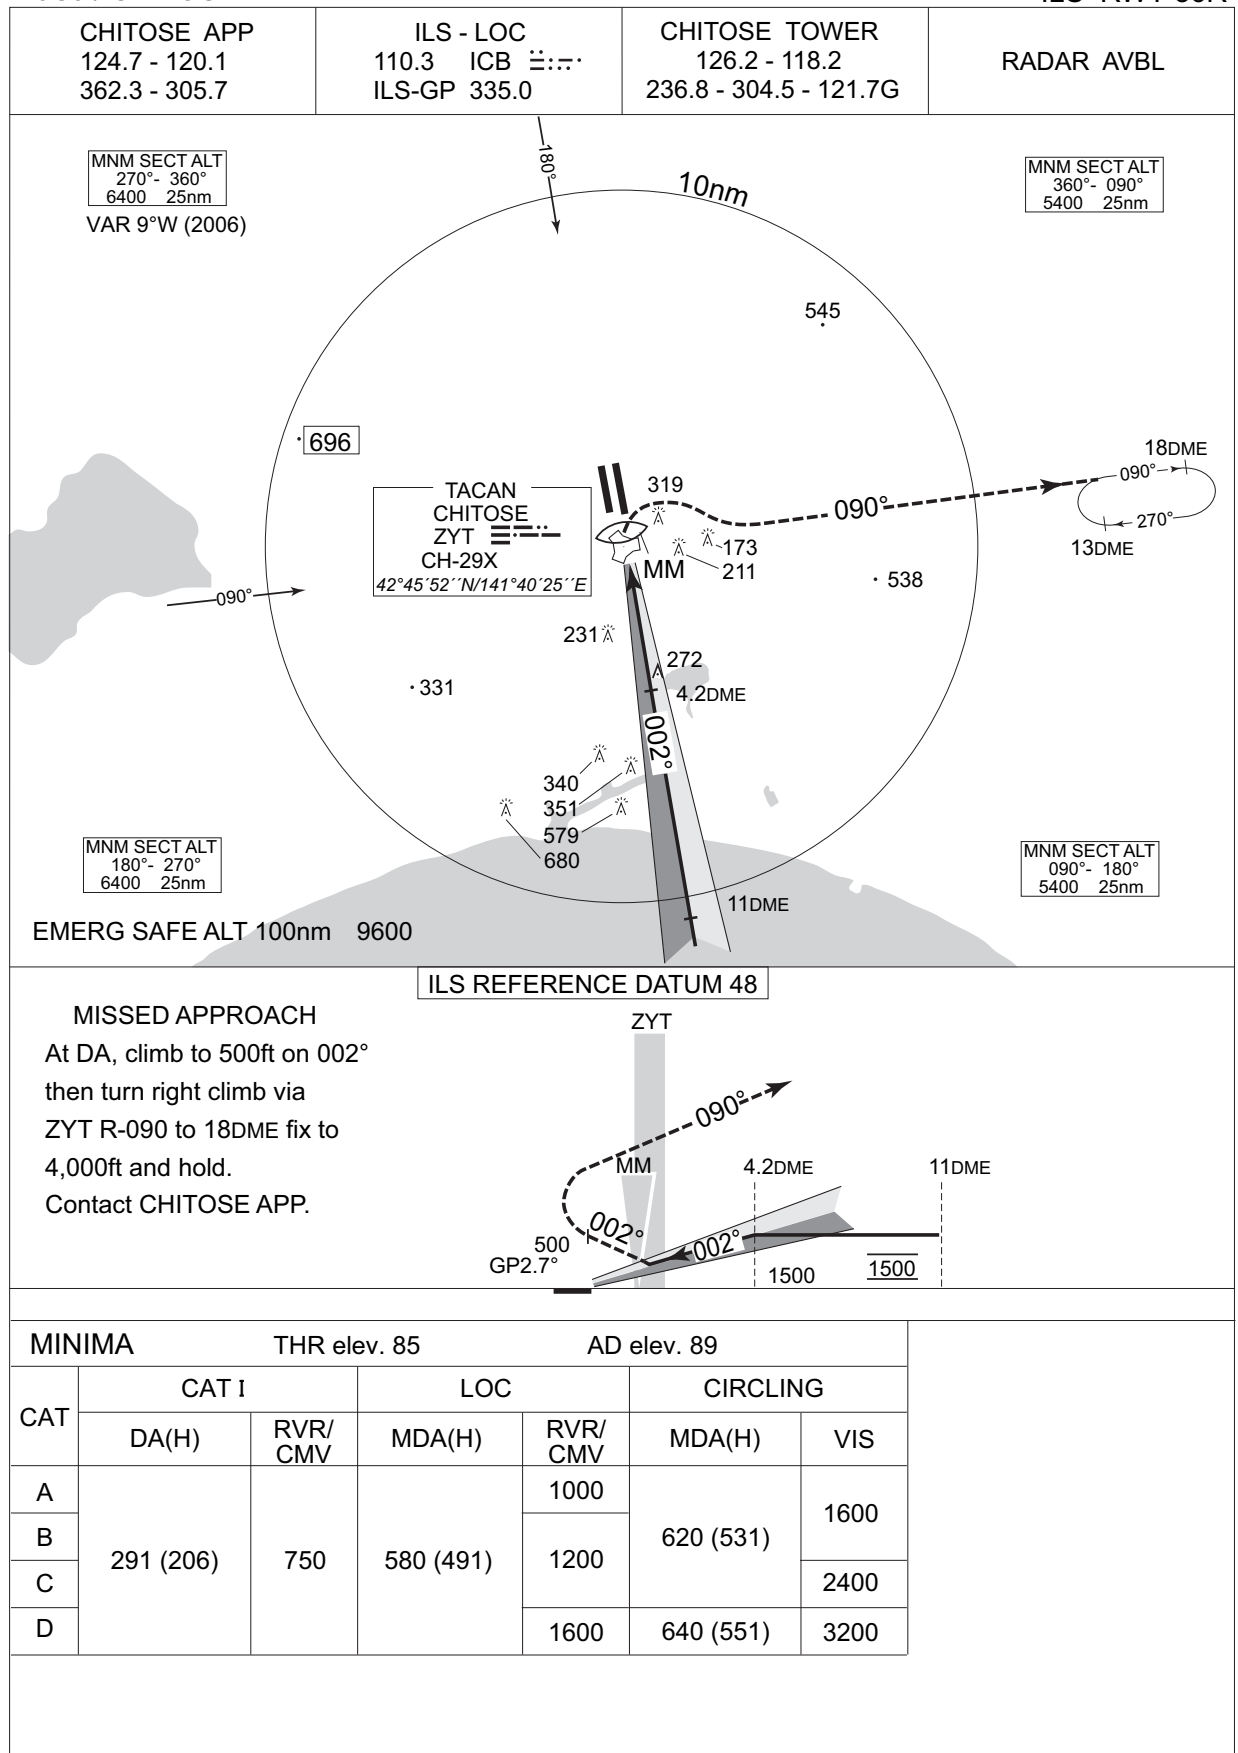 CHITOSE APP
124.7 - 120.1
362.3 - 305.7
ILS - LOC
110.3 ICB
ILS-GP 335.0
CHITOSE TOWER
126.2 - 118.2
236.8 - 304.5 - 121.7G
RADAR AVBL
MNM SECT ALT
270°- 360°
6400 25nm
VAR 9°W (2006)
180°
10nm
MNM SECT ALT
360°- 090°
5400 25nm
545
696
TACAN
CHITOSE
ZYT
CH-29X
42°45´52´´N/141°40´25´´E
319
090°
18DME
090°
270°
13DME
173
211
MM
538
090°
231
272
4.2DME
331
002°
340
351
579
680
MNM SECT ALT
180°- 270°
6400 25nm
MNM SECT ALT
090°- 180°
5400 25nm
11DME
EMERG SAFE ALT 100nm 9600
ILS REFERENCE DATUM 48
MISSED APPROACH
At DA, climb to 500ft on 002°
then turn right climb via
ZYT R-090 to 18DME fix to
4,000ft and hold.
Contact CHITOSE APP.
ZYT
090°
MM
4.2DME
11DME
002°
002°
500
GP2.7°
1500
1500
MINIMA THR elev. 85 AD elev. 89
CAT
CAT I
LOC
CIRCLING
DA(H)
RVR/
CMV
MDA(H)
RVR/
CMV
MDA(H)
VIS
A
B
C
D
291 (206)
750
580 (491)
1000
1200
1600
620 (531)
640 (551)
1600
2400
3200